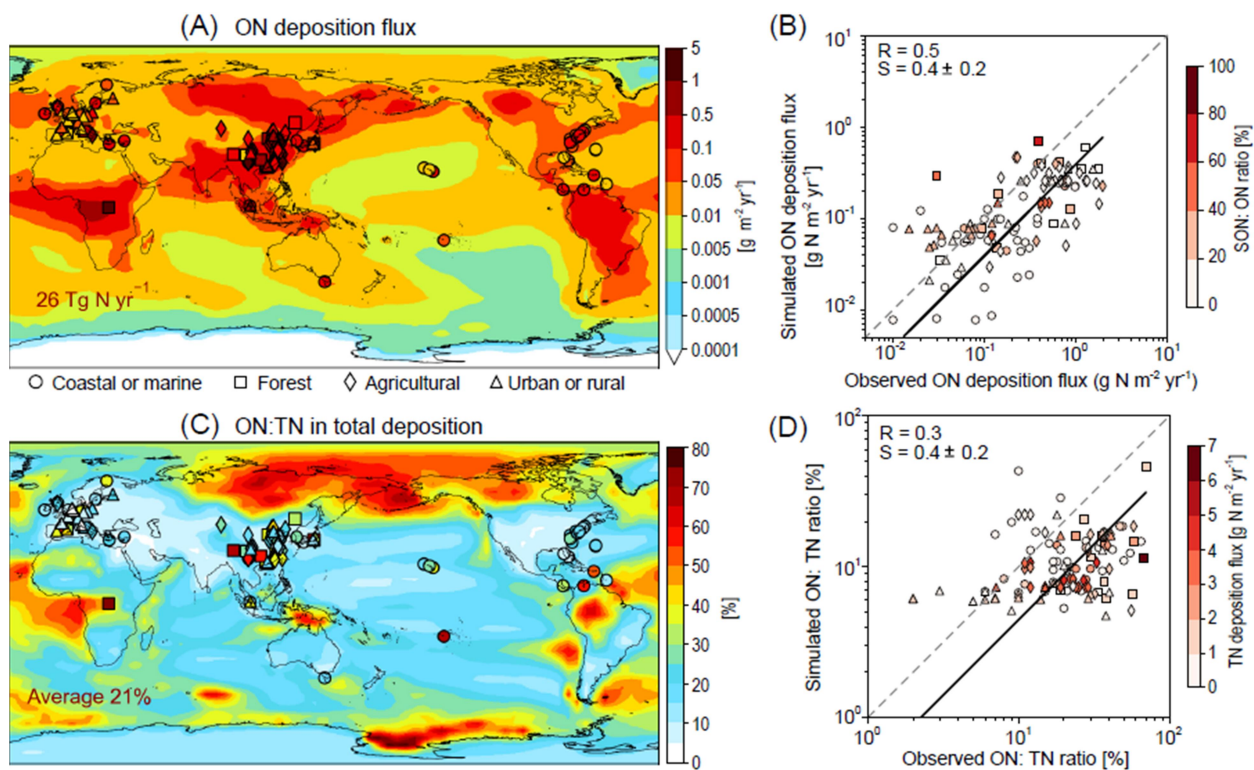 (A) ON deposition flux
5
1
0.5
0.1
0.05
0.01
0.005
0.001
0.0005
0.0001
[g m⁻² yr⁻¹]
26 Tg N yr⁻¹
○ Coastal or marine □ Forest ◇ Agricultural △ Urban or rural
(B)
R = 0.5
S = 0.4 ± 0.2
10¹
10⁰
10⁻¹
10⁻²
Simulated ON deposition flux
[g N m⁻² yr⁻¹]
10⁻² 10⁻¹ 10⁰ 10¹
Observed ON deposition flux (g N m⁻² yr⁻¹)
100
80
60
40
20
0
SON: ON ratio [%]
(C) ON:TN in total deposition
80
70
60
50
40
30
20
10
0
[%]
Average 21%
(D)
R = 0.3
S = 0.4 ± 0.2
10²
10¹
10⁰
Simulated ON: TN ratio [%]
10⁰ 10¹ 10²
Observed ON: TN ratio [%]
7
6
5
4
3
2
1
0
TN deposition flux [g N m⁻² yr⁻¹]